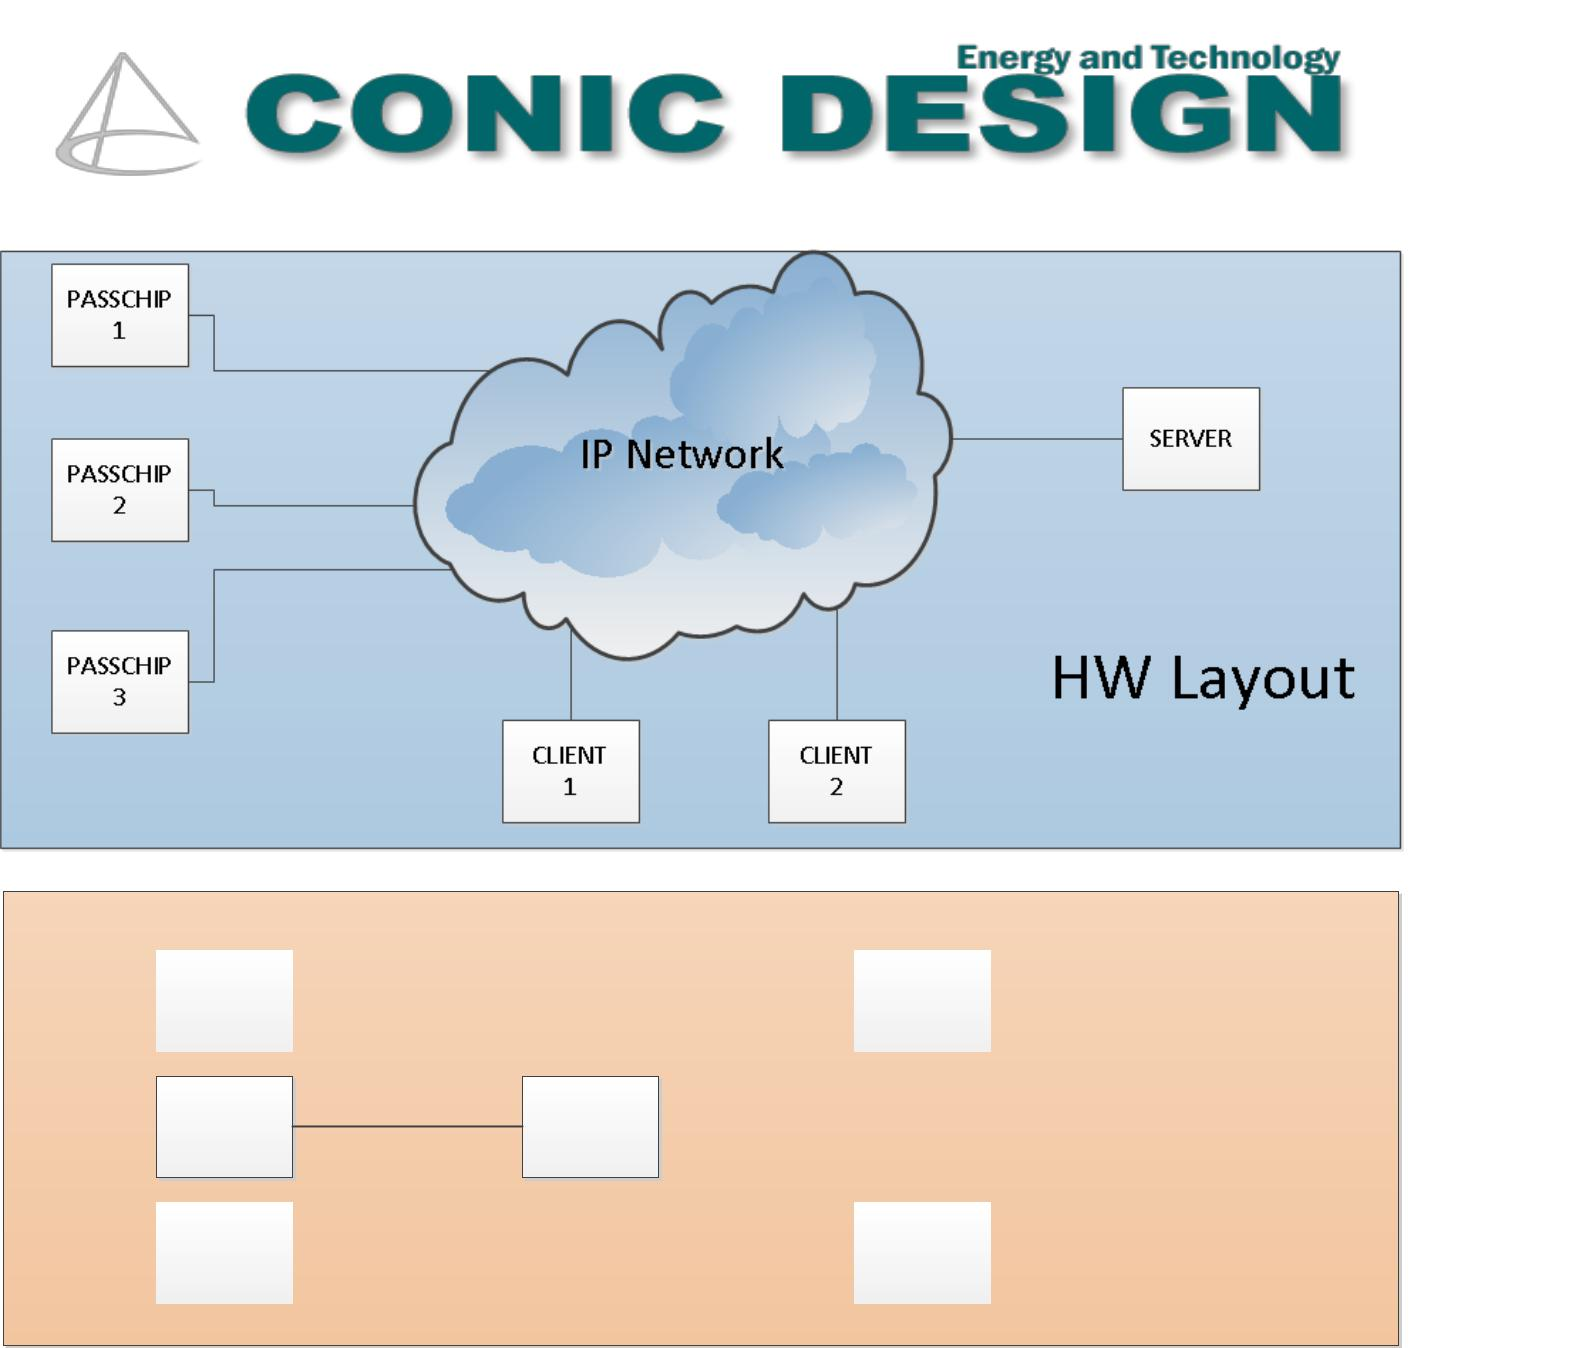 Energy and Technology
CONIC DESIGN
PASSCHIP
1
PASSCHIP
2
PASSCHIP
3
IP Network
SERVER
HW Layout
CLIENT
1
CLIENT
2